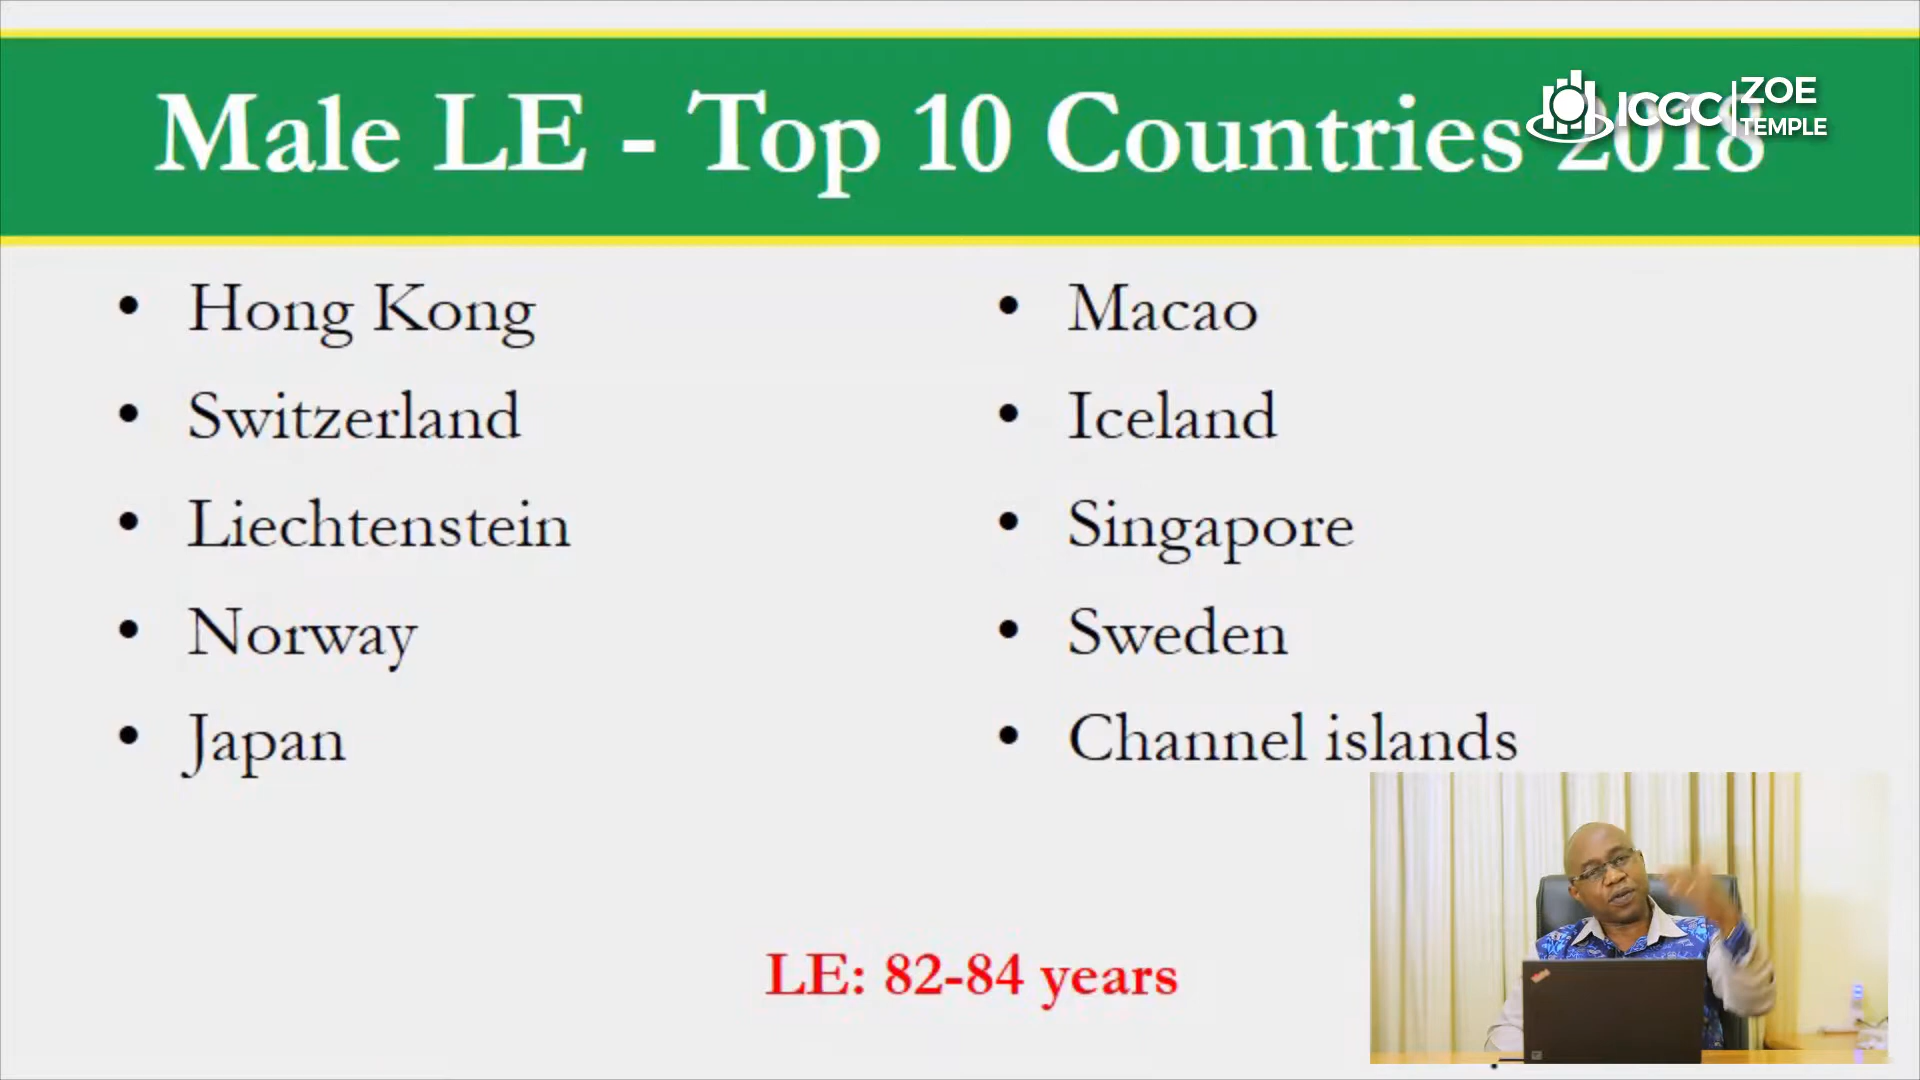 Male LE - Top 10 Countries 2018
ICGC ZOE TEMPLE
• Hong Kong
• Switzerland
• Liechtenstein
• Norway
• Japan
• Macao
• Iceland
• Singapore
• Sweden
• Channel islands
LE: 82-84 years